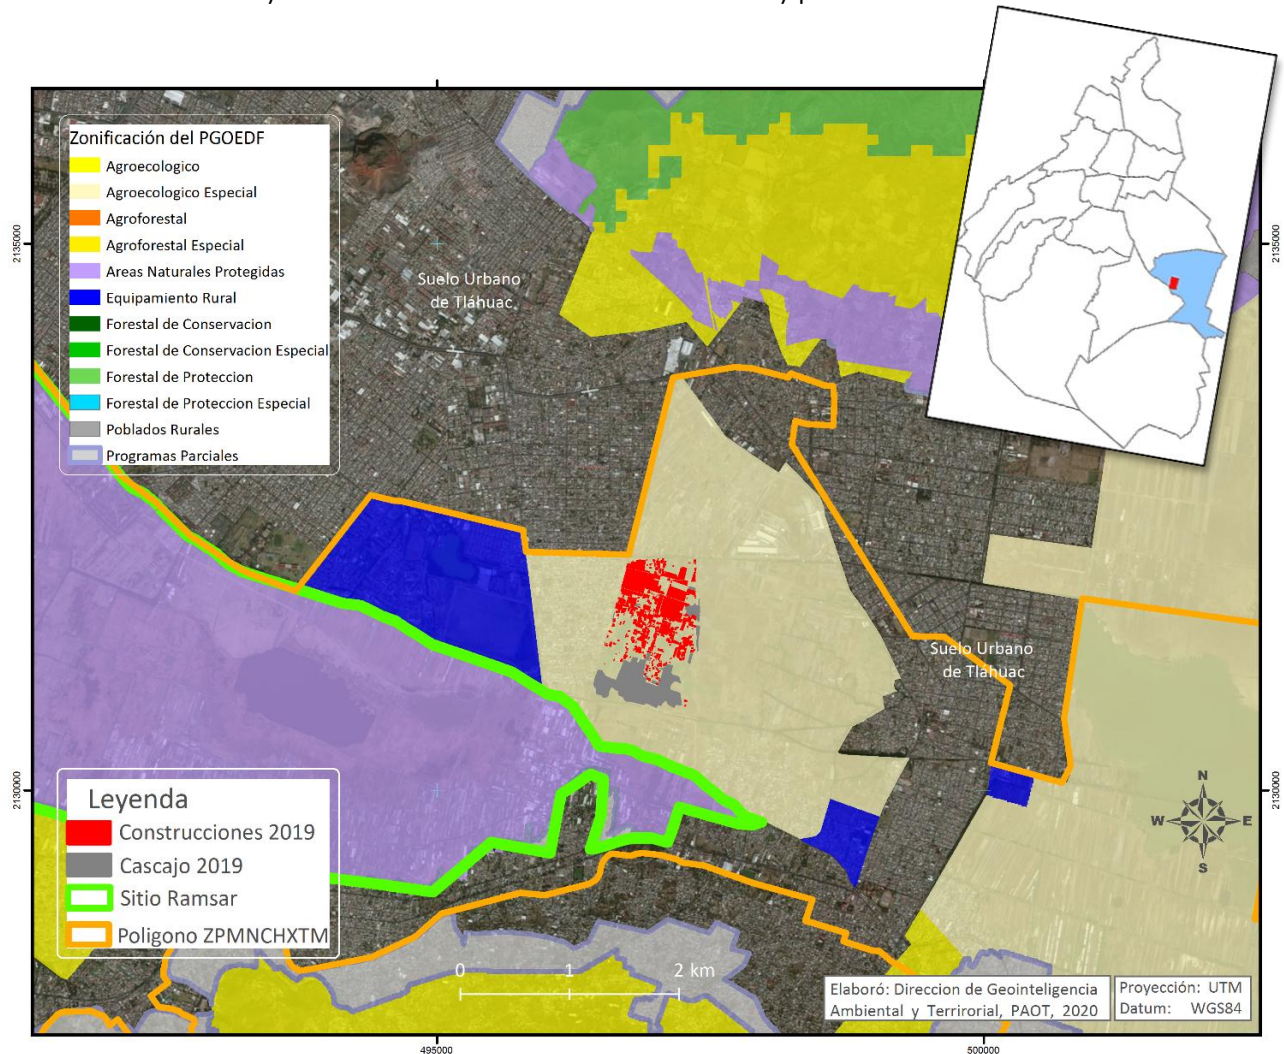 Zonificación del PGOEDF
Agroecologico
Agroecologico Especial
Agroforestal
Agroforestal Especial
Areas Naturales Protegidas
Equipamiento Rural
Forestal de Conservacion
Forestal de Conservacion Especial
Forestal de Proteccion
Forestal de Proteccion Especial
Poblados Rurales
Programas Parciales
2135000
2135000
Suelo Urbano
de Tláhuac
Suelo Urbano
de Tláhuac
2130000
2130000
Leyenda
Construcciones 2019
Cascajo 2019
Sitio Ramsar
Poligono ZPMNCHXTM
N
W E
S
0 1 2 km
Elaboró: Direccion de Geointeligencia
Ambiental y Terrirorial, PAOT, 2020
Proyección: UTM
Datum: WGS84
495000
500000